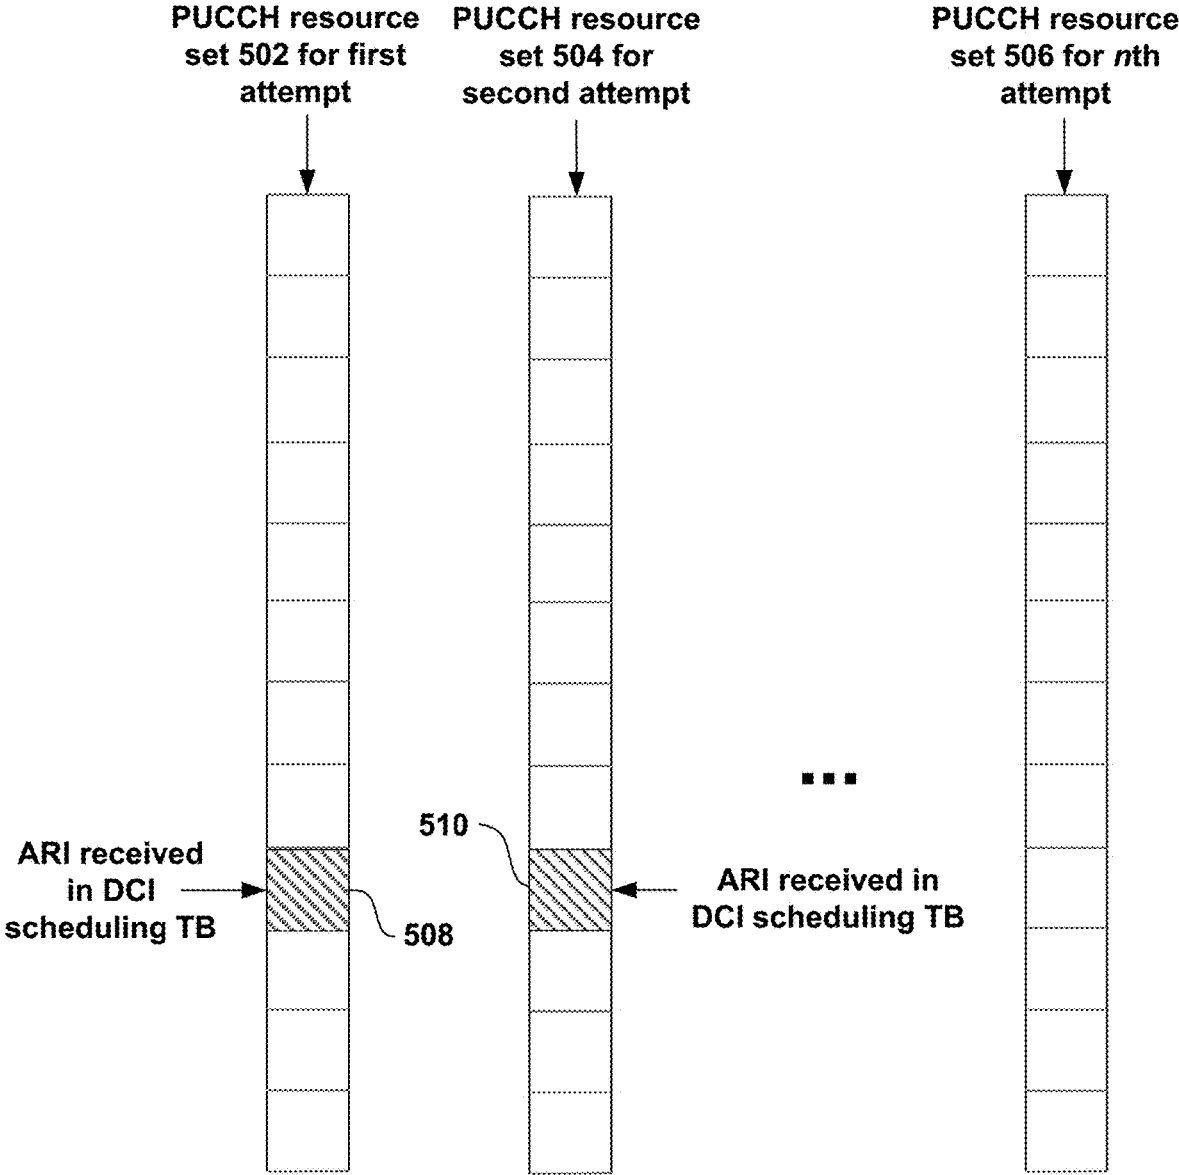 PUCCH resource
set 502 for first
attempt
PUCCH resource
set 504 for
second attempt
PUCCH resource
set 506 for nth
attempt
...
510
ARI received
in DCI
scheduling TB
508
ARI received in
DCI scheduling TB